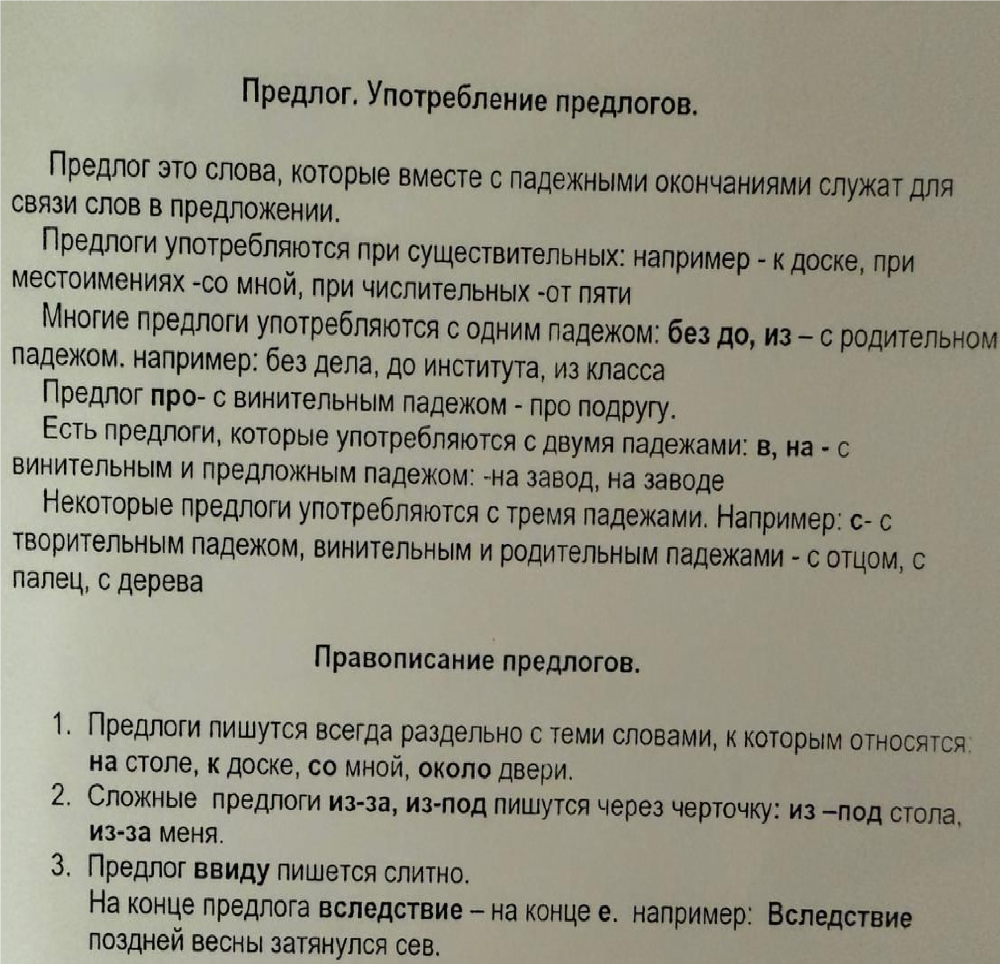 Предлог. Употребление предлогов.
Предлог это слова, которые вместе с падежными окончаниями служат для
связи слов в предложении.
Предлоги употребляются при существительных: например - к доске, при
местоимениях -со мной, при числительных -от пяти
Многие предлоги употребляются с одним падежом: без до, из – с родительном
падежом. например: без дела, до института, из класса
Предлог про- с винительным падежом - про подругу.
Есть предлоги, которые употребляются с двумя падежами: в, на - с
винительным и предложным падежом: -на завод, на заводе
Некоторые предлоги употребляются с тремя падежами. Например: с- с
творительным падежом, винительным и родительным падежами - с отцом, с
палец, с дерева
Правописание предлогов.
1. Предлоги пишутся всегда раздельно с теми словами, к которым относятся:
на столе, к доске, со мной, около двери.
2. Сложные предлоги из-за, из-под пишутся через черточку: из –под стола,
из-за меня.
3. Предлог ввиду пишется слитно.
На конце предлога вследствие – на конце е. например: Вследствие
поздней весны затянулся сев.